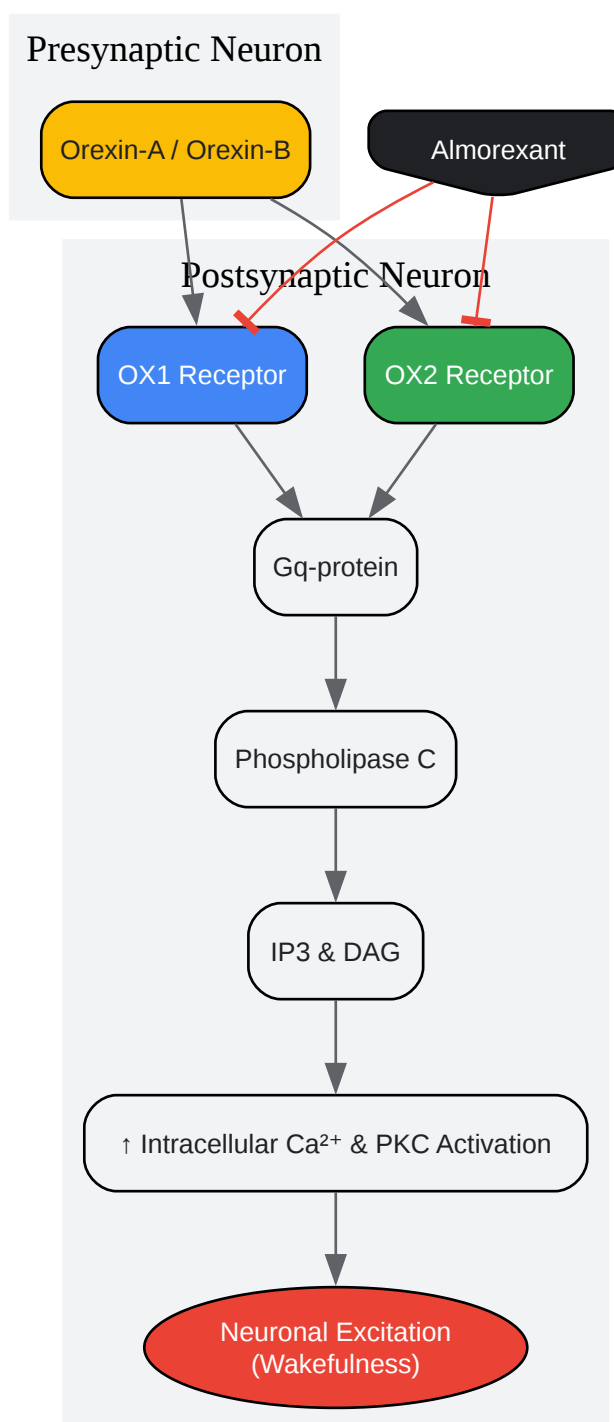 Presynaptic Neuron
Orexin-A / Orexin-B
Almorexant
Postsynaptic Neuron
OX1 Receptor
OX2 Receptor
Gq-protein
Phospholipase C
IP3 & DAG
↑ Intracellular Ca²⁺ & PKC Activation
Neuronal Excitation
(Wakefulness)